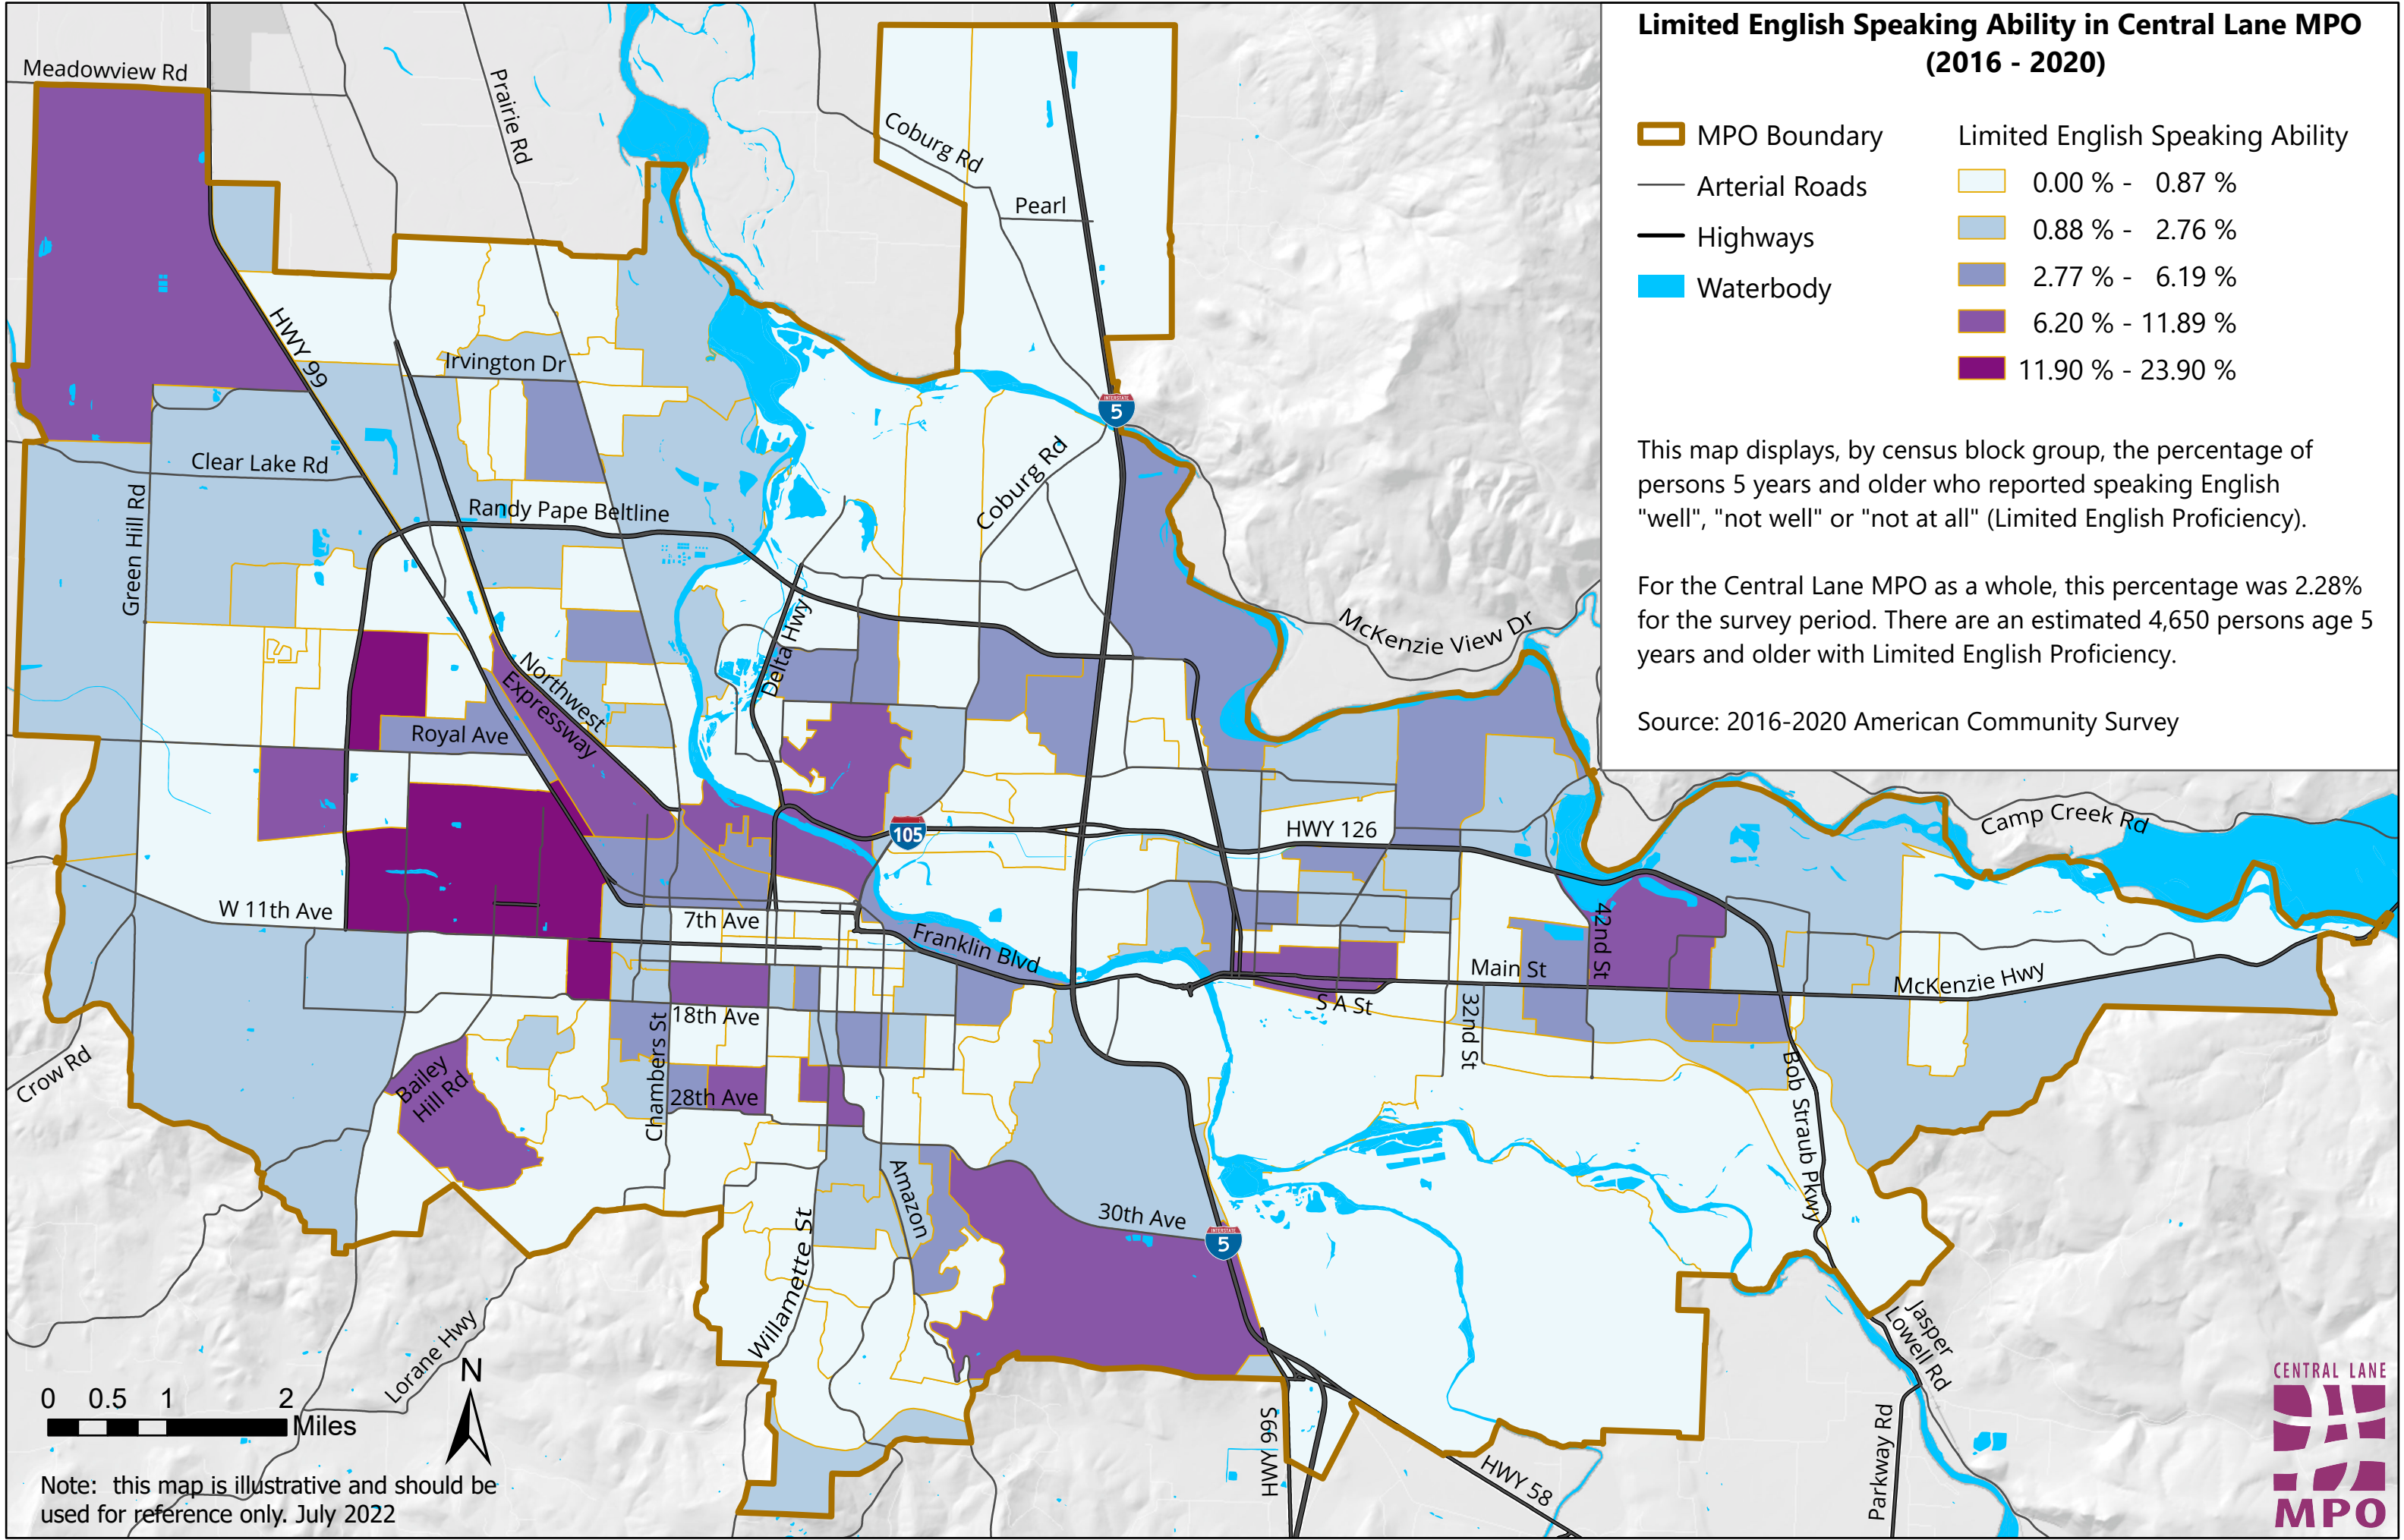 Limited English Speaking Ability in Central Lane MPO
(2016 - 2020)
MPO Boundary
Arterial Roads
Highways
Waterbody
Limited English Speaking Ability
0.00 % - 0.87 %
0.88 % - 2.76 %
2.77 % - 6.19 %
6.20 % - 11.89 %
11.90 % - 23.90 %
This map displays, by census block group, the percentage of
persons 5 years and older who reported speaking English
"well", "not well" or "not at all" (Limited English Proficiency).
For the Central Lane MPO as a whole, this percentage was 2.28%
for the survey period. There are an estimated 4,650 persons age 5
years and older with Limited English Proficiency.
Source: 2016-2020 American Community Survey
Meadowview Rd
Prairie Rd
Coburg Rd
Pearl
HWY 99
Irvington Dr
INTERSTATE
5
Clear Lake Rd
Coburg Rd
Green Hill Rd
Randy Pape Beltline
Delta Hwy
McKenzie View Dr
Northwest
Expressway
Royal Ave
105
HWY 126
Camp Creek Rd
W 11th Ave
7th Ave
Franklin Blvd
42nd St
Main St
McKenzie Hwy
S A St
18th Ave
32nd St
Crow Rd
Bailey
Hill Rd
Chambers St
28th Ave
Bob Straub Pkwy
Amazon
30th Ave
INTERSTATE
5
Willamette St
Lorane Hwy
Jasper
Lowell Rd
HWY 99S
HWY 58
Parkway Rd
0 0.5 1 2
Miles
N
Note: this map is illustrative and should be
used for reference only. July 2022
CENTRAL LANE
MPO